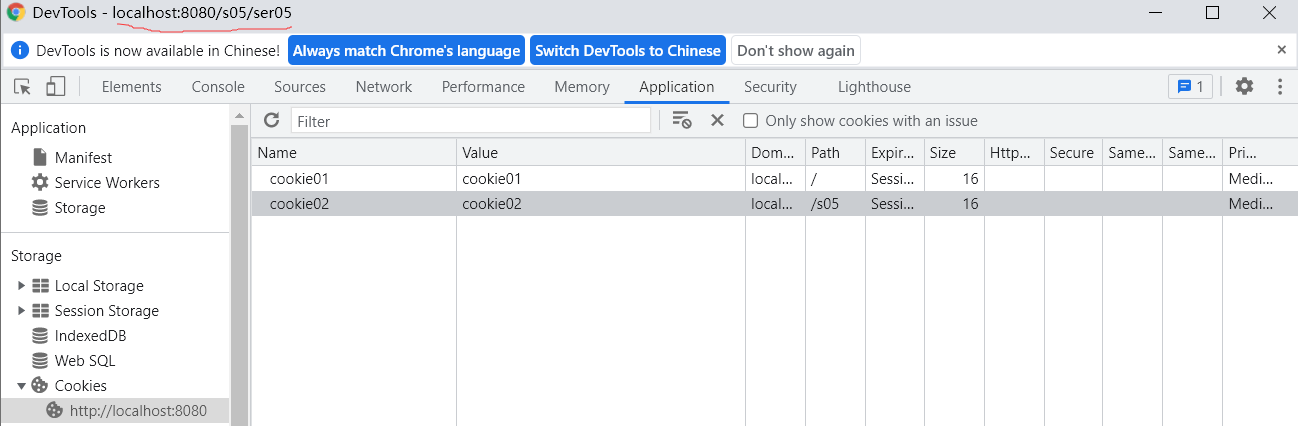 DevTools - localhost:8080/s05/ser05
DevTools is now available in Chinese! Always match Chrome's language Switch DevTools to Chinese Don't show again
Elements Console Sources Network Performance Memory Application Security Lighthouse 1
Application
Manifest
Service Workers
Storage
Storage
Local Storage
Session Storage
IndexedDB
Web SQL
Cookies
http://localhost:8080
Filter Only show cookies with an issue
Name Value Dom... Path Expir... Size Http... Secure Same... Same... Pri...
cookie01 cookie01 local... / Sessi... 16 Medi...
cookie02 cookie02 local... /s05 Sessi... 16 Medi...